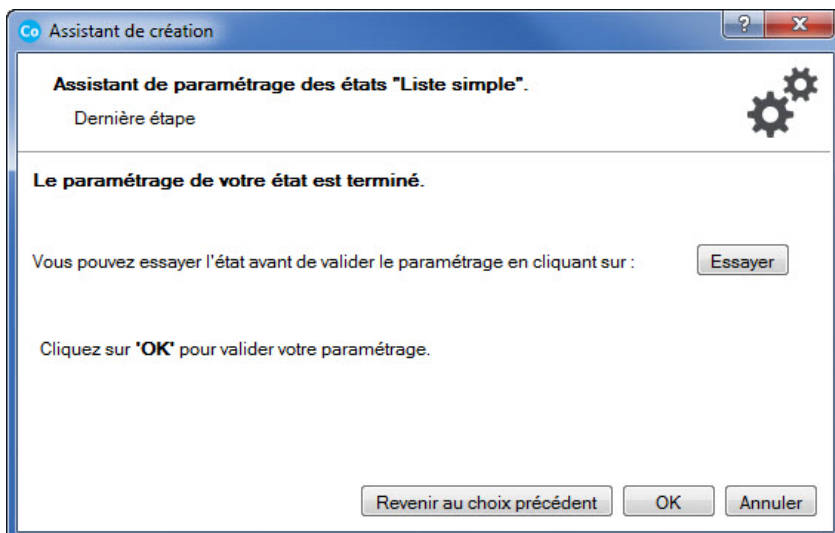 Co Assistant de création
?
Assistant de paramétrage des états "Liste simple".
Dernière étape
Le paramétrage de votre état est terminé.
Vous pouvez essayer l'état avant de valider le paramétrage en cliquant sur : Essayer
Cliquez sur 'OK' pour valider votre paramétrage.
Revenir au choix précédent OK Annuler